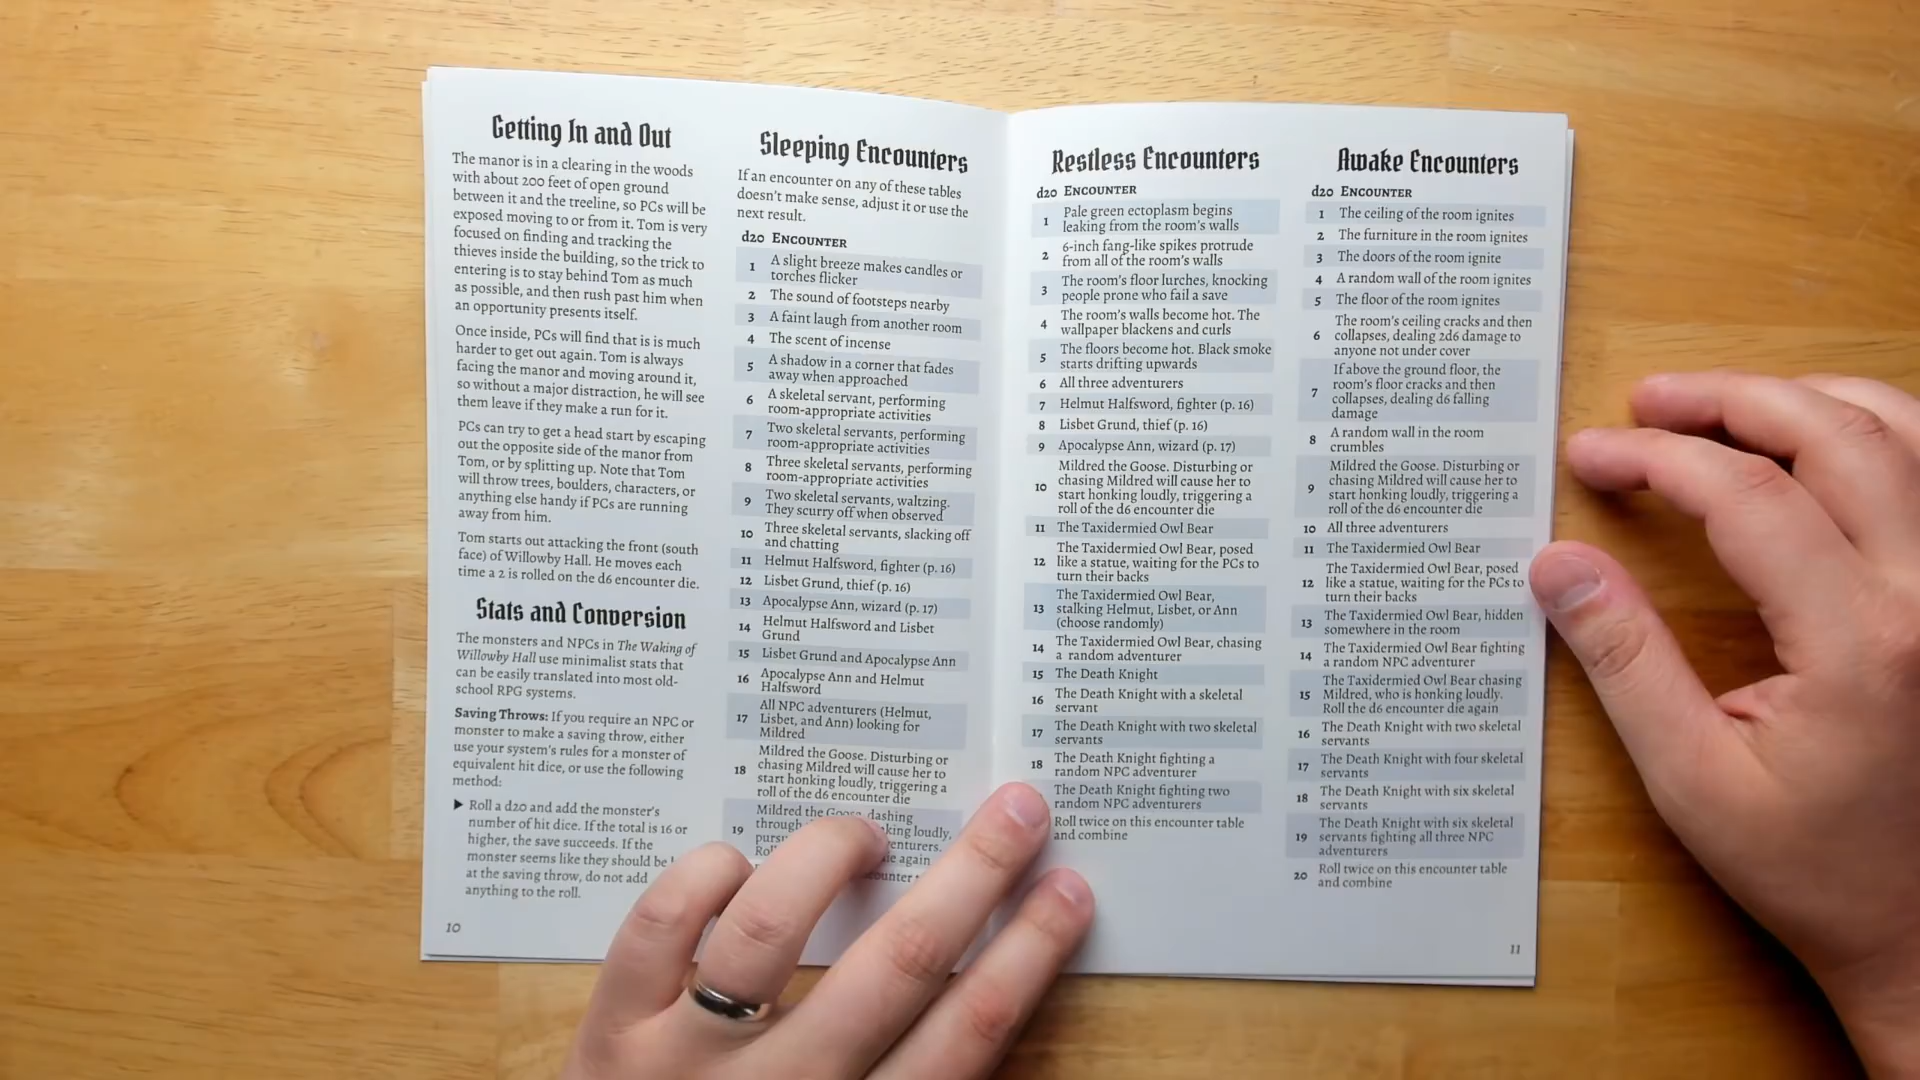 Getting In and Out
The manor is in a clearing in the woods
with about 200 feet of open ground
between it and the treeline, so PCs will be
exposed moving to or from it. Tom is very
focused on finding and tracking the
thieves inside the building, so the trick to
entering is to stay behind Tom as much
as possible, and then rush past him when
an opportunity presents itself.
Once inside, PCs will find that is is much
harder to get out again. Tom is always
facing the manor and moving around it,
so without a major distraction, he will see
them leave if they make a run for it.
PCs can try to get a head start by escaping
out the opposite side of the manor from
Tom, or by splitting up. Note that Tom
will throw trees, boulders, characters, or
anything else handy if PCs are running
away from him.
Tom starts out attacking the front (south
face) of Willowby Hall. He moves each
time a 2 is rolled on the d6 encounter die.
Stats and Conversion
The monsters and NPCs in The Waking of
Willowby Hall use minimalist stats that
can be easily translated into most old-
school RPG systems.
Saving Throws: If you require an NPC or
monster to make a saving throw, either
use your system's rules for a monster of
equivalent hit dice, or use the following
method:
▶ Roll a d20 and add the monster's
number of hit dice. If the total is 16 or
higher, the save succeeds. If the
monster seems like they should be
at the saving throw, do not add
anything to the roll.
10
Sleeping Encounters
If an encounter on any of these tables
doesn't make sense, adjust it or use the
next result.
d20 ENCOUNTER
1 A slight breeze makes candles or
torches flicker
2 The sound of footsteps nearby
3 A faint laugh from another room
4 The scent of incense
5 A shadow in a corner that fades
away when approached
6 A skeletal servant, performing
room-appropriate activities
7 Two skeletal servants, performing
room-appropriate activities
8 Three skeletal servants, performing
room-appropriate activities
9 Two skeletal servants, waltzing.
They scurry off when observed
10 Three skeletal servants, slacking off
and chatting
11 Helmut Halfsword, fighter (p. 16)
12 Lisbet Grund, thief (p. 16)
13 Apocalypse Ann, wizard (p. 17)
14 Helmut Halfsword and Lisbet
Grund
15 Lisbet Grund and Apocalypse Ann
16 Apocalypse Ann and Helmut
Halfsword
17 All NPC adventurers (Helmut,
Lisbet, and Ann) looking for
Mildred
18 Mildred the Goose. Disturbing or
chasing Mildred will cause her to
start honking loudly, triggering a
roll of the d6 encounter die
19 Mildred the Goose, dashing
through loudly,
again
Restless Encounters
d20 ENCOUNTER
1 Pale green ectoplasm begins
leaking from the room's walls
2 6-inch fang-like spikes protrude
from all of the room's walls
3 The room's floor lurches, knocking
people prone who fail a save
4 The room's walls become hot. The
wallpaper blackens and curls
5 The floors become hot. Black smoke
starts drifting upwards
6 All three adventurers
7 Helmut Halfsword, fighter (p. 16)
8 Lisbet Grund, thief (p. 16)
9 Apocalypse Ann, wizard (p. 17)
10 Mildred the Goose. Disturbing or
chasing Mildred will cause her to
start honking loudly, triggering a
roll of the d6 encounter die
11 The Taxidermied Owl Bear
12 The Taxidermied Owl Bear, posed
like a statue, waiting for the PCs to
turn their backs
13 The Taxidermied Owl Bear,
stalking Helmut, Lisbet, or Ann
(choose randomly)
14 The Taxidermied Owl Bear, chasing
a random adventurer
15 The Death Knight
16 The Death Knight with a skeletal
servant
17 The Death Knight with two skeletal
servants
18 The Death Knight fighting a
random NPC adventurer
The Death Knight fighting two
random NPC adventurers
Roll twice on this encounter table
and combine
Awake Encounters
d20 ENCOUNTER
1 The ceiling of the room ignites
2 The furniture in the room ignites
3 The doors of the room ignite
4 A random wall of the room ignites
5 The floor of the room ignites
6 The room's ceiling cracks and then
collapses, dealing 2d6 damage to
anyone not under cover
7 If above the ground floor, the
room's floor cracks and then
collapses, dealing d6 falling
damage
8 A random wall in the room
crumbles
9 Mildred the Goose. Disturbing or
chasing Mildred will cause her to
start honking loudly, triggering a
roll of the d6 encounter die
10 All three adventurers
11 The Taxidermied Owl Bear
12 The Taxidermied Owl Bear, posed
like a statue, waiting for the PCs to
turn their backs
13 The Taxidermied Owl Bear, hidden
somewhere in the room
14 The Taxidermied Owl Bear fighting
a random NPC adventurer
15 The Taxidermied Owl Bear chasing
Mildred, who is honking loudly.
Roll the d6 encounter die again
16 The Death Knight with two skeletal
servants
17 The Death Knight with four skeletal
servants
18 The Death Knight with six skeletal
servants
19 The Death Knight with six skeletal
servants fighting all three NPC
adventurers
20 Roll twice on this encounter table
and combine
11